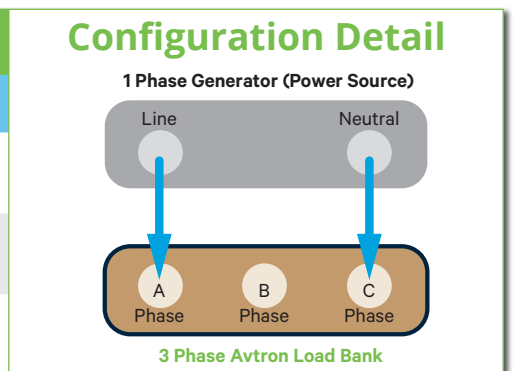 Configuration Detail
1 Phase Generator (Power Source)
Line Neutral
A B C
Phase Phase Phase
3 Phase Avtron Load Bank